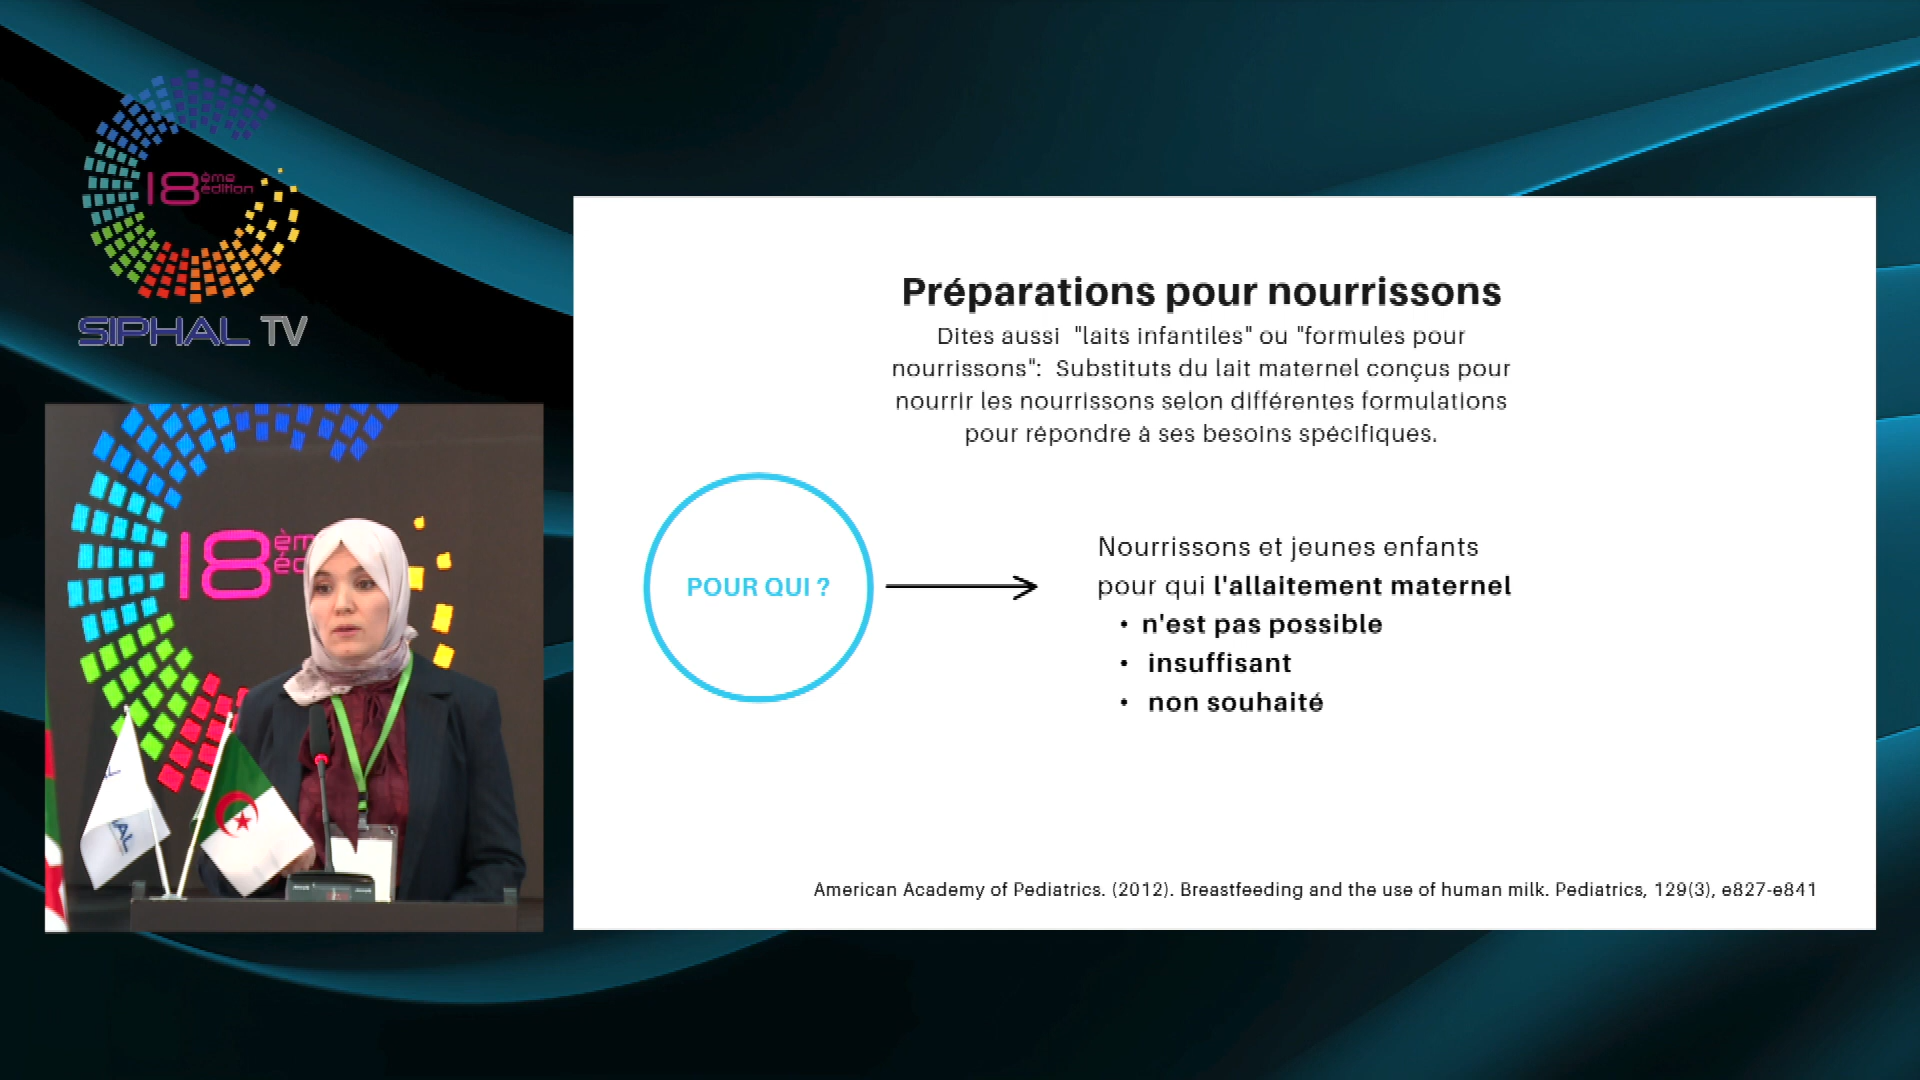 18ème
édition
SIPHAL TV
18
Préparations pour nourrissons
Dites aussi "laits infantiles" ou "formules pour
nourrissons": Substituts du lait maternel conçus pour
nourrir les nourrissons selon différentes formulations
pour répondre à ses besoins spécifiques.
POUR QUI ?
Nourrissons et jeunes enfants
pour qui l'allaitement maternel
• n'est pas possible
• insuffisant
• non souhaité
American Academy of Pediatrics. (2012). Breastfeeding and the use of human milk. Pediatrics, 129(3), e827-e841